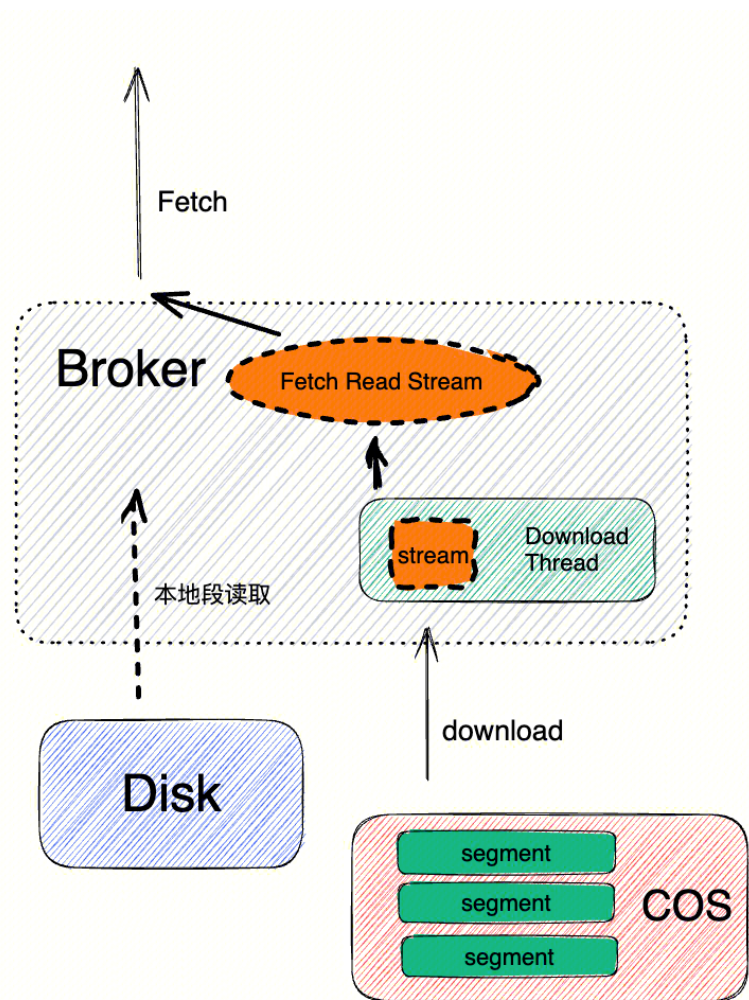 Fetch
Broker
Fetch Read Stream
stream
Download
Thread
本地段读取
download
Disk
segment
segment
segment
COS